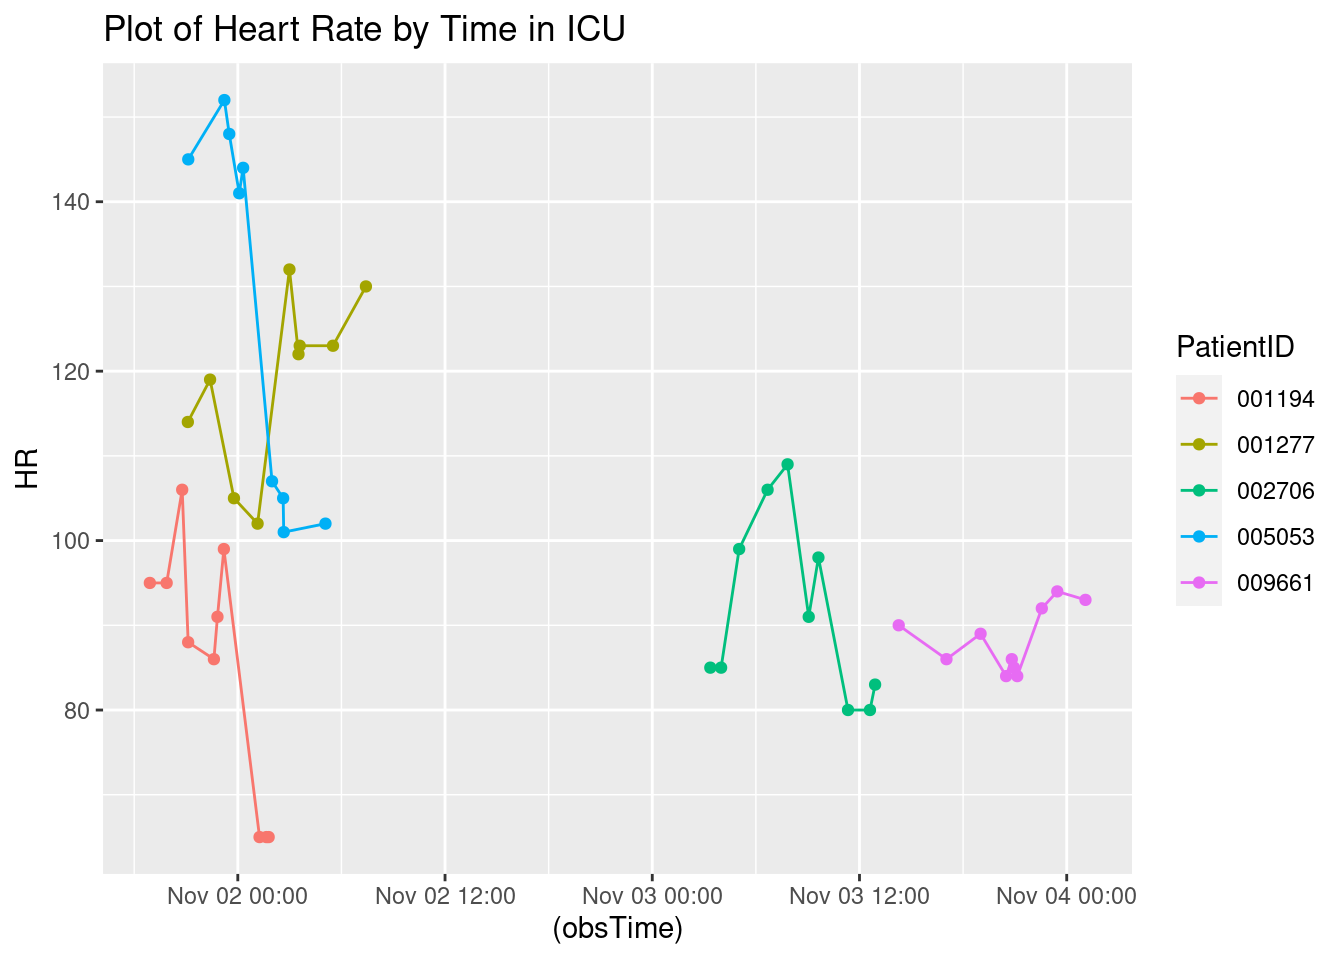 Plot of Heart Rate by Time in ICU
HR
140
120
100
80
Nov 02 00:00
Nov 02 12:00
Nov 03 00:00
Nov 03 12:00
Nov 04 00:00
(obsTime)
PatientID
001194
001277
002706
005053
009661